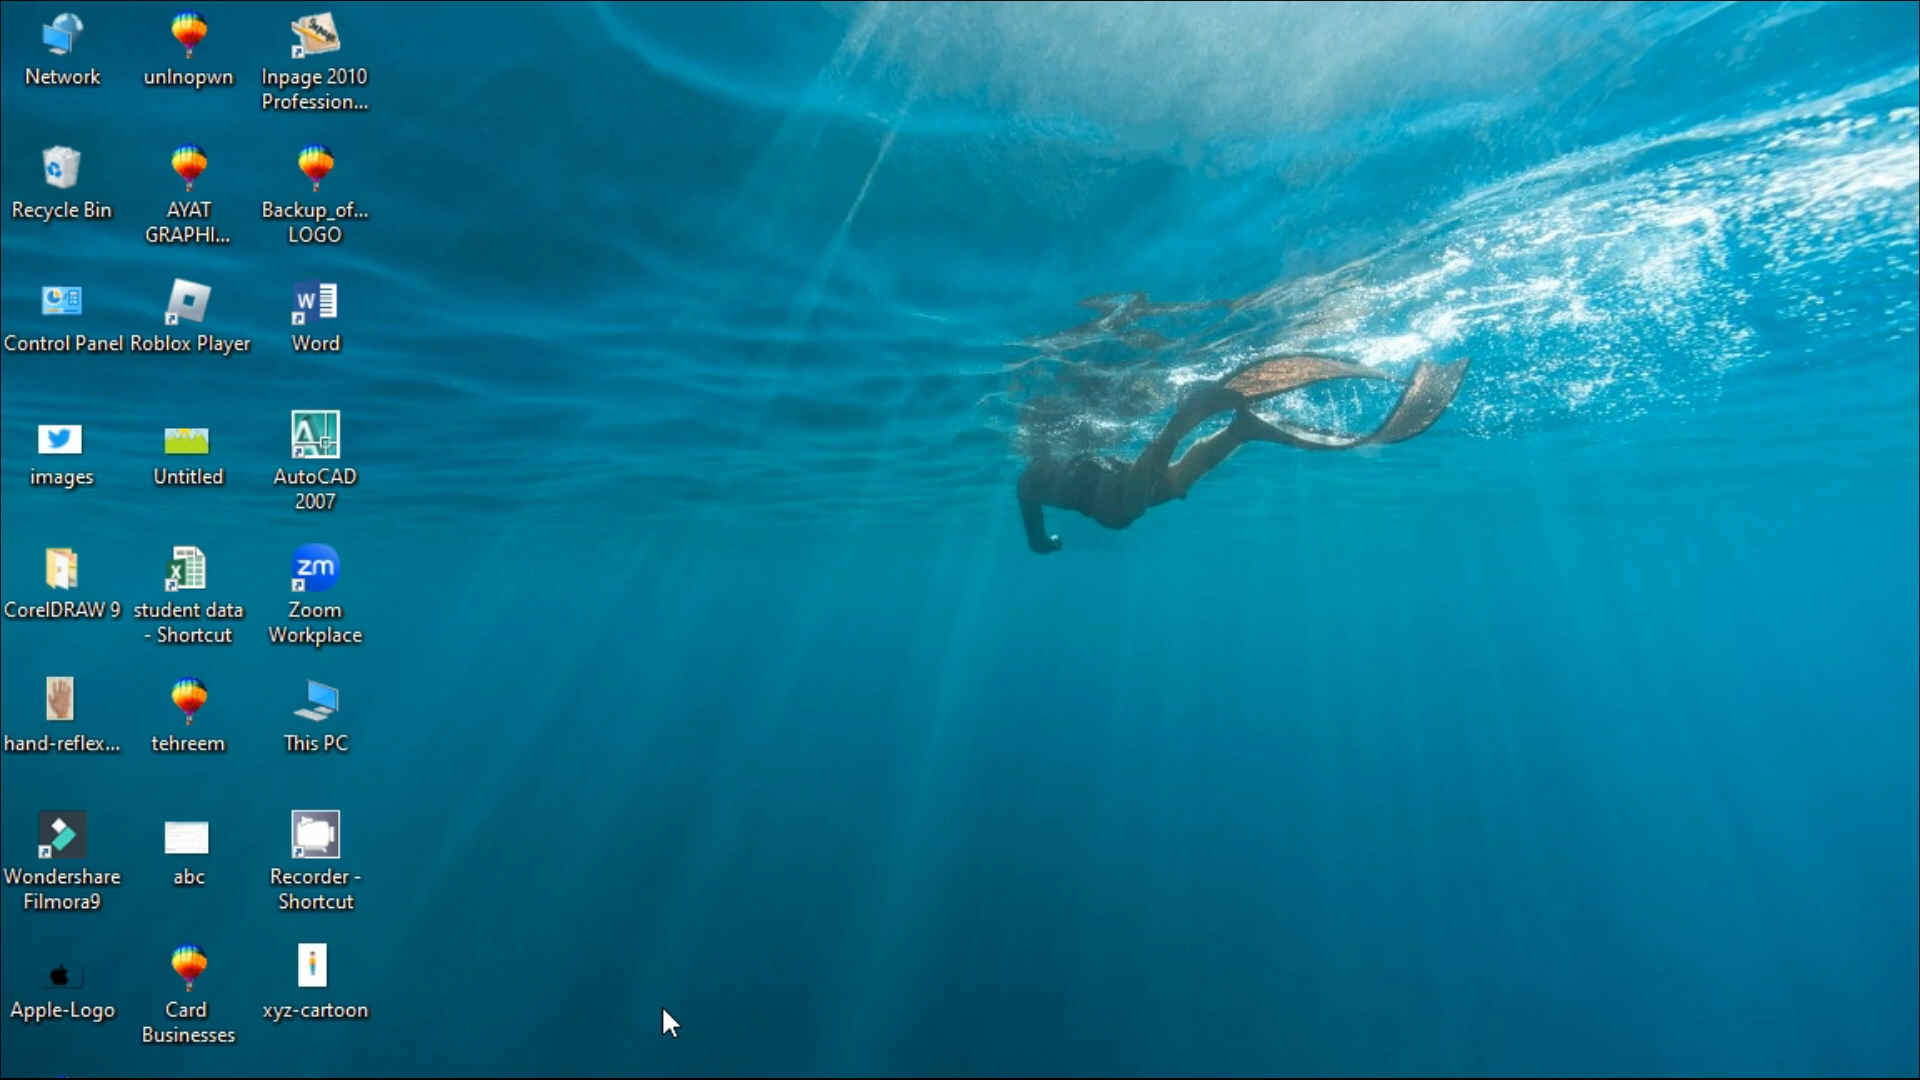 Network
unlnopwn
Inpage 2010
Profession...
Recycle Bin
AYAT
GRAPHI...
Backup_of...
LOGO
Control Panel
Roblox Player
W
Word
images
Untitled
A
AutoCAD
2007
CorelDRAW 9
X
student data
- Shortcut
zm
Zoom
Workplace
hand-reflex...
tehreem
This PC
Wondershare
Filmora9
abc
Recorder -
Shortcut
Apple-Logo
Card
Businesses
xyz-cartoon